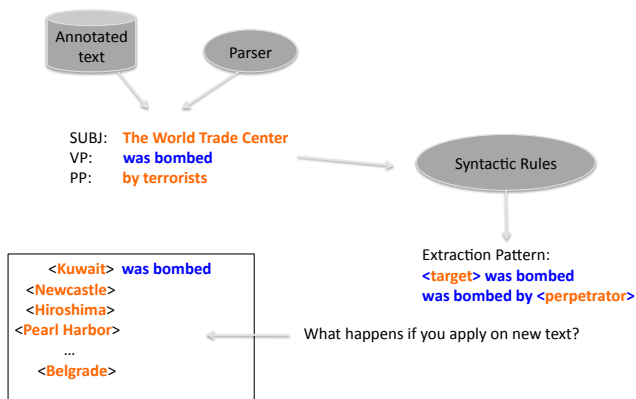 Annotated
text
Parser
SUBJ: The World Trade Center
VP: was bombed
PP: by terrorists
Syntactic Rules
Extraction Pattern:
<target> was bombed
was bombed by <perpetrator>
<Kuwait> was bombed
<Newcastle>
<Hiroshima>
<Pearl Harbor>
...
<Belgrade>
What happens if you apply on new text?